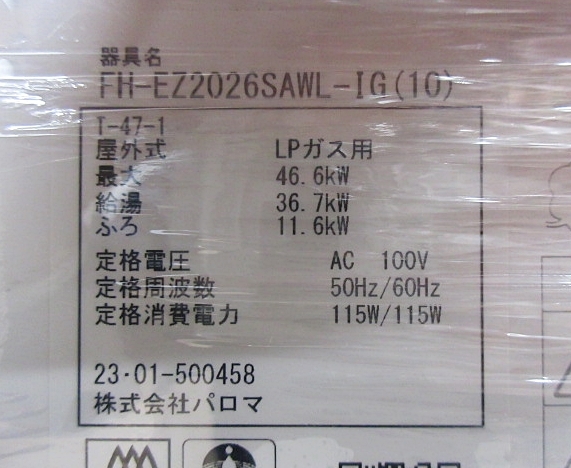 器具名
FH-EZ2026SAWL-IG(10)
T-47-1
屋外式 LPガス用
最大 46.6kW
給湯 36.7kW
ふろ 11.6kW
定格電圧 AC 100V
定格周波数 50Hz/60Hz
定格消費電力 115W/115W
23・01-500458
株式会社パロマ